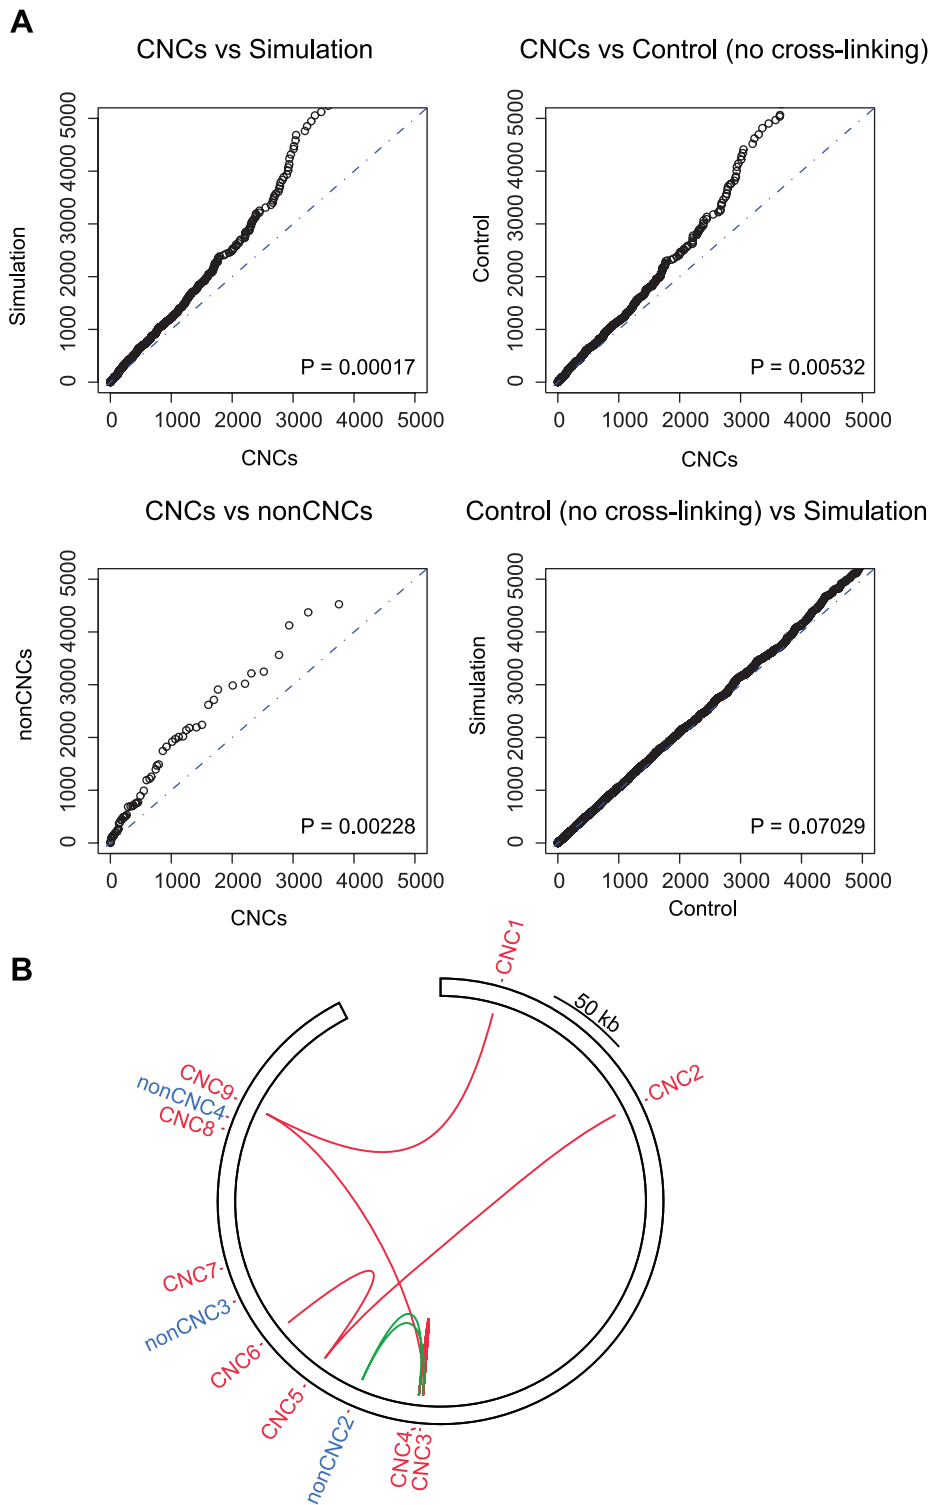 A
CNCs vs Simulation
Simulation
0 1000 2000 3000 4000 5000
P = 0.00017
0 1000 2000 3000 4000 5000
CNCs
CNCs vs Control (no cross-linking)
Control
0 1000 2000 3000 4000 5000
P = 0.00532
0 1000 2000 3000 4000 5000
CNCs
CNCs vs nonCNCs
nonCNCs
0 1000 2000 3000 4000 5000
P = 0.00228
0 1000 2000 3000 4000 5000
CNCs
Control (no cross-linking) vs Simulation
Simulation
0 1000 2000 3000 4000 5000
P = 0.07029
0 1000 2000 3000 4000 5000
Control
B
CNC1
50 kb
CNC2
CNC3
CNC4
nonCNC2
CNC5
CNC6
nonCNC3
CNC7
CNC8
nonCNC4
CNC9